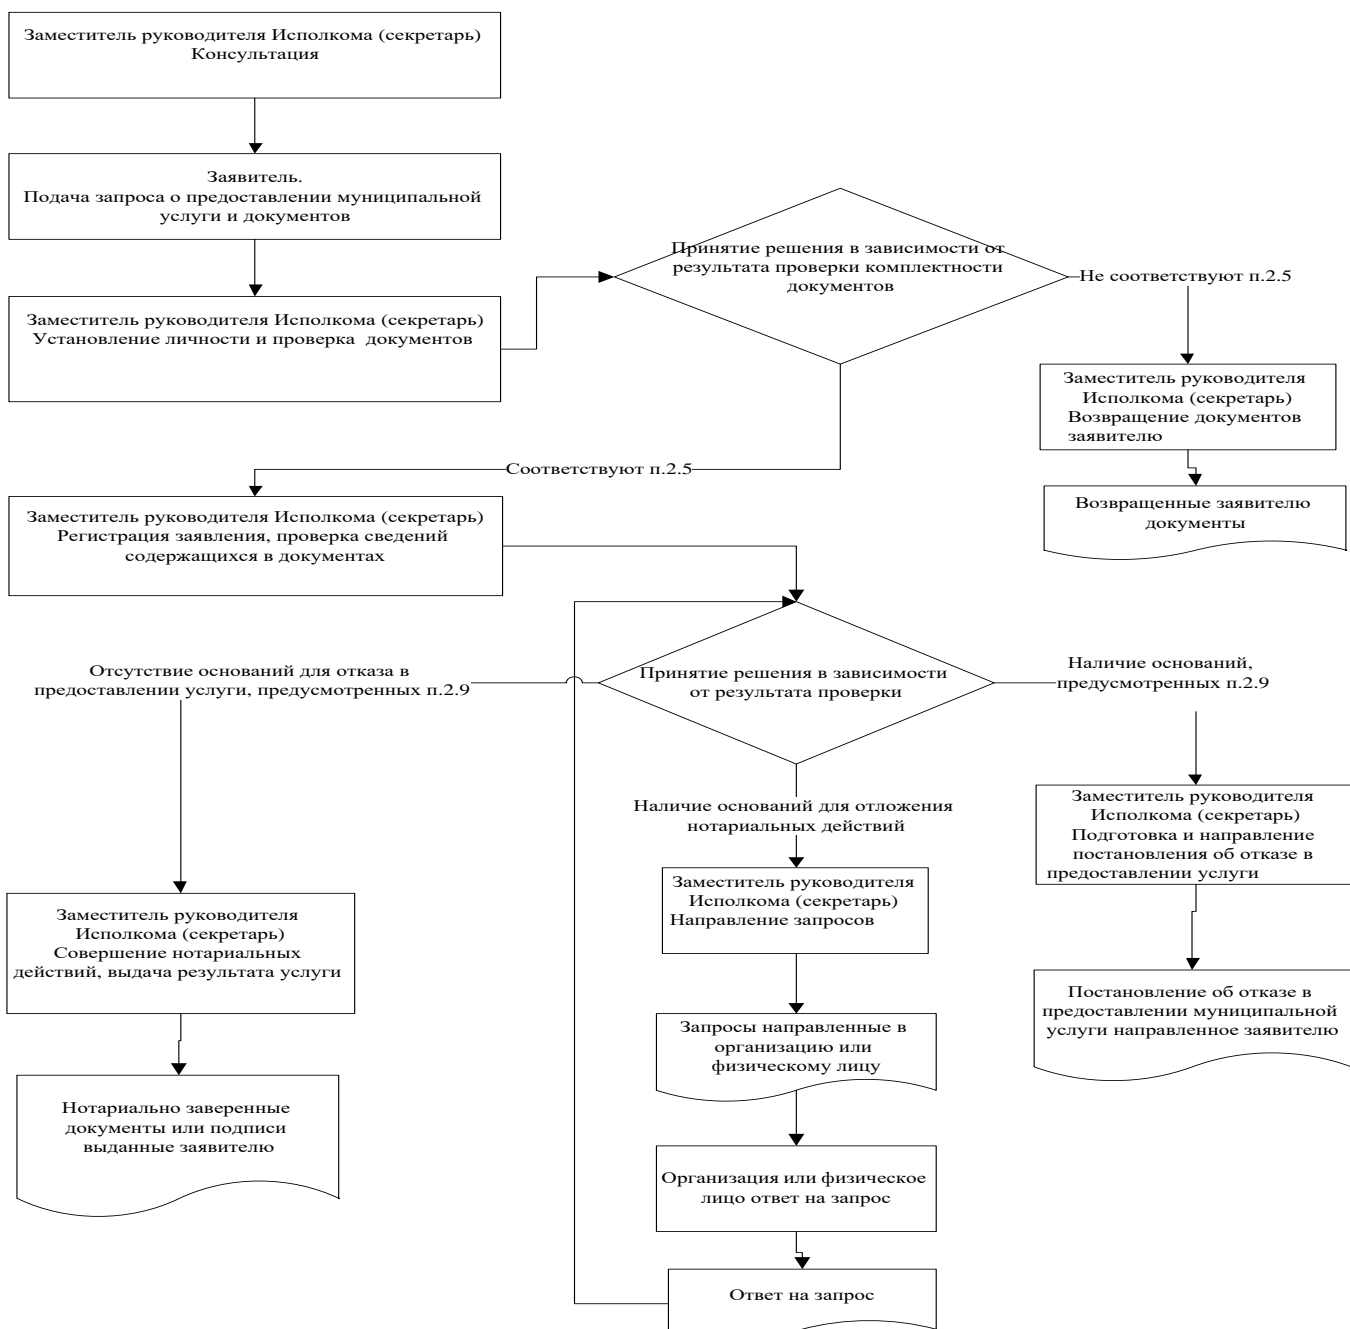 Заместитель руководителя Исполкома (секретарь)
Консультация
Заявитель.
Подача запроса о предоставлении муниципальной
услуги и документов
Заместитель руководителя Исполкома (секретарь)
Установление личности и проверка документов
Принятие решения в зависимости от
результата проверки комплектности
документов
Не соответствуют п.2.5
Заместитель руководителя
Исполкома (секретарь)
Возвращение документов
заявителю
Возвращенные заявителю
документы
Соответствуют п.2.5
Заместитель руководителя Исполкома (секретарь)
Регистрация заявления, проверка сведений
содержащихся в документах
Принятие решения в зависимости
от результата проверки
Отсутствие оснований для отказа в
предоставлении услуги, предусмотренных п.2.9
Наличие оснований,
предусмотренных п.2.9
Наличие оснований для отложения
нотариальных действий
Заместитель руководителя
Исполкома (секретарь)
Совершение нотариальных
действий, выдача результата услуги
Нотариально заверенные
документы или подписи
выданные заявителю
Заместитель руководителя
Исполкома (секретарь)
Направление запросов
Запросы направленные в
организацию или
физическому лицу
Организация или физическое
лицо ответ на запрос
Ответ на запрос
Заместитель руководителя
Исполкома (секретарь)
Подготовка и направление
постановления об отказе в
предоставлении услуги
Постановление об отказе в
предоставлении муниципальной
услуги направленное заявителю